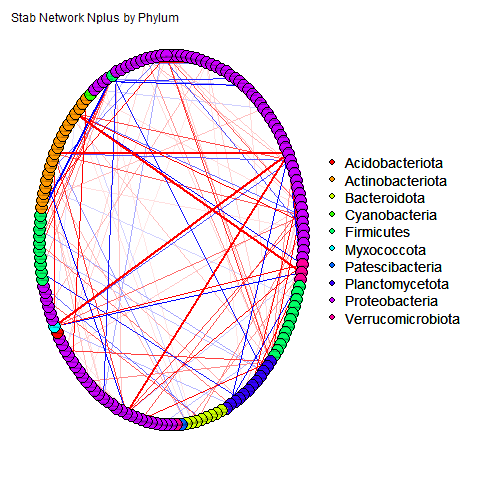 Stab Network Nplus by Phylum
Acidobacteriota
Actinobacteriota
Bacteroidota
Cyanobacteria
Firmicutes
Myxococcota
Patescibacteria
Planctomycetota
Proteobacteria
Verrucomicrobiota